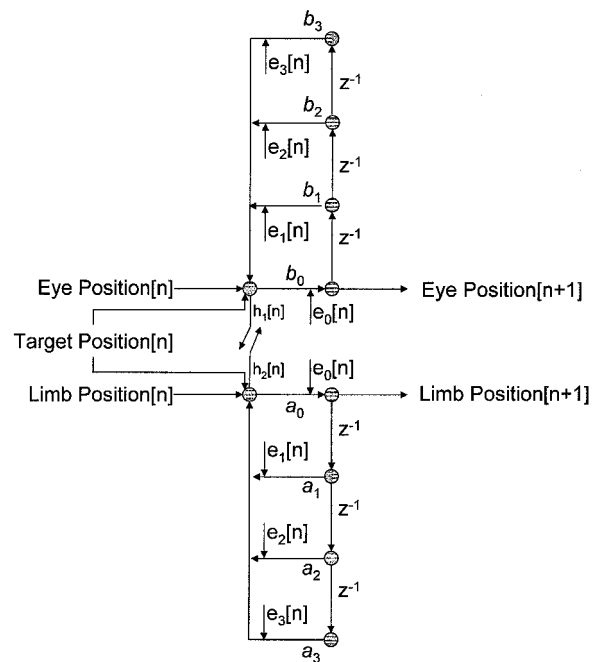 b₃
e₃[n]
z⁻¹
b₂
e₂[n]
z⁻¹
b₁
e₁[n]
z⁻¹
Eye Position[n]
b₀
Eye Position[n+1]
h₁[n]
e₀[n]
Target Position[n]
h₂[n]
e₀[n]
Limb Position[n]
a₀
Limb Position[n+1]
e₁[n]
z⁻¹
a₁
e₂[n]
z⁻¹
a₂
e₃[n]
z⁻¹
a₃